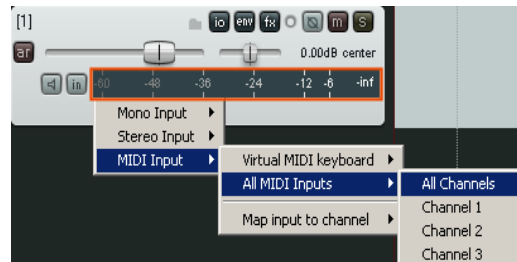 [1] io env fx m S
ar 0.00dB center
in -60 -48 -36 -24 -12 -6 -inf
Mono Input
Stereo Input
MIDI Input Virtual MIDI keyboard
All MIDI Inputs All Channels
Channel 1
Map input to channel Channel 2
Channel 3